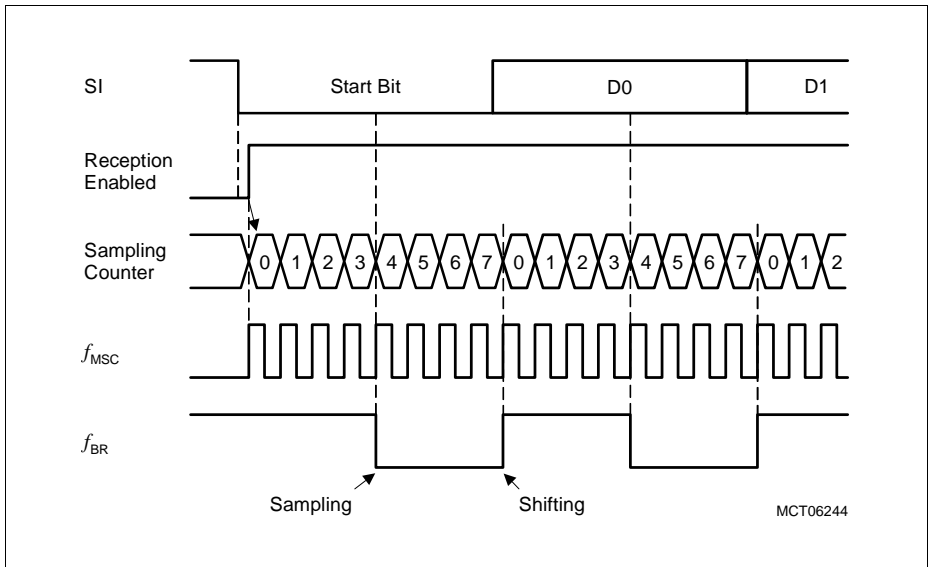 SI
Start Bit
D0
D1
Reception
Enabled
Sampling
Counter
0 1 2 3 4 5 6 7 0 1 2 3 4 5 6 7 0 1 2
fMSC
fBR
Sampling
Shifting
MCT06244